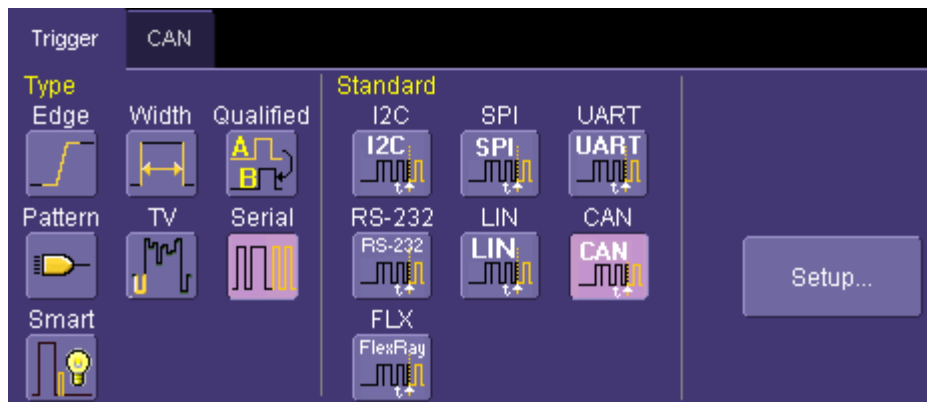 Trigger CAN
Type
Edge Width Qualified
A
B
Pattern TV Serial
U
Smart
Standard
I2C SPI UART
I2C SPI UART
t
t
t
RS-232 LIN CAN
RS-232 LIN CAN
t
t
t
FLX
FlexRay
t
Setup...